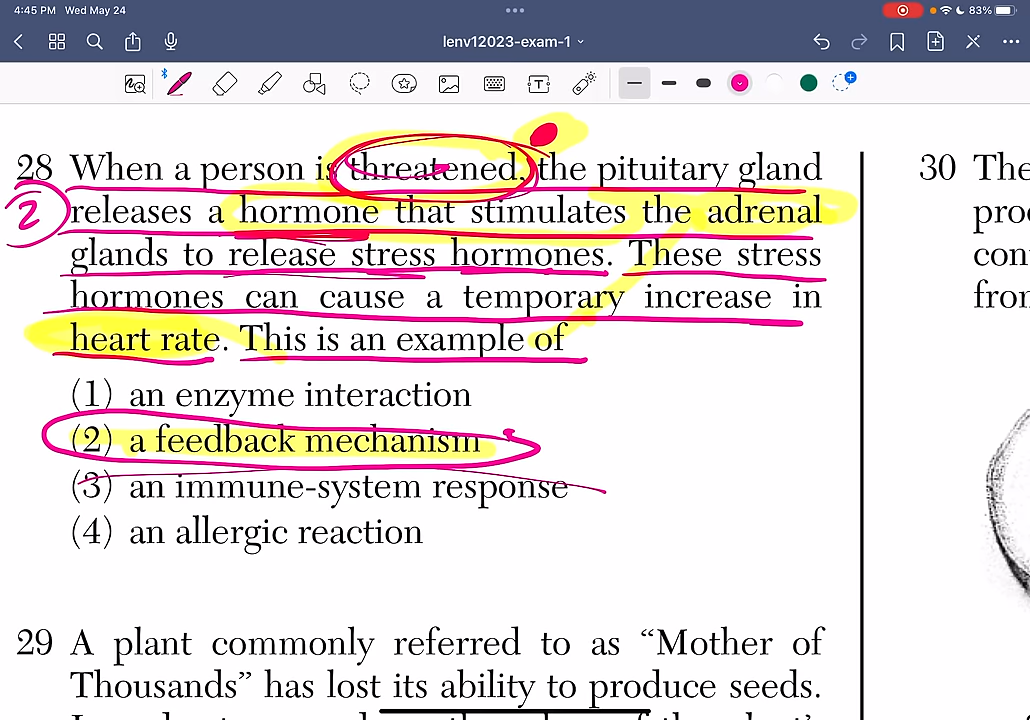 4:45 PM Wed May 24
83%
lenv12023-exam-1
28 When a person is threatened, the pituitary gland
2 releases a hormone that stimulates the adrenal
glands to release stress hormones. These stress
hormones can cause a temporary increase in
heart rate. This is an example of
(1) an enzyme interaction
(2) a feedback mechanism
(3) an immune-system response
(4) an allergic reaction
29 A plant commonly referred to as “Mother of
Thousands” has lost its ability to produce seeds.
30 The